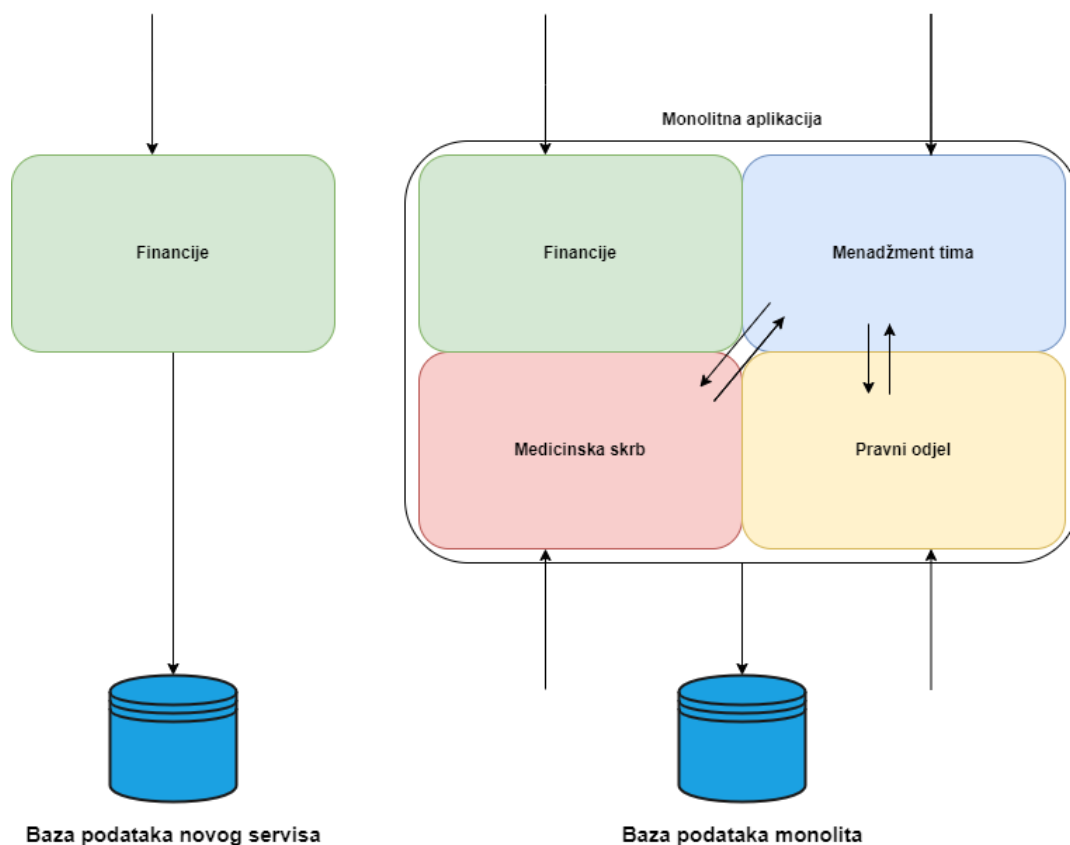 Monolitna aplikacija
Financije
Financije
Menadžment tima
Medicinska skrb
Pravni odjel
Baza podataka novog servisa
Baza podataka monolita